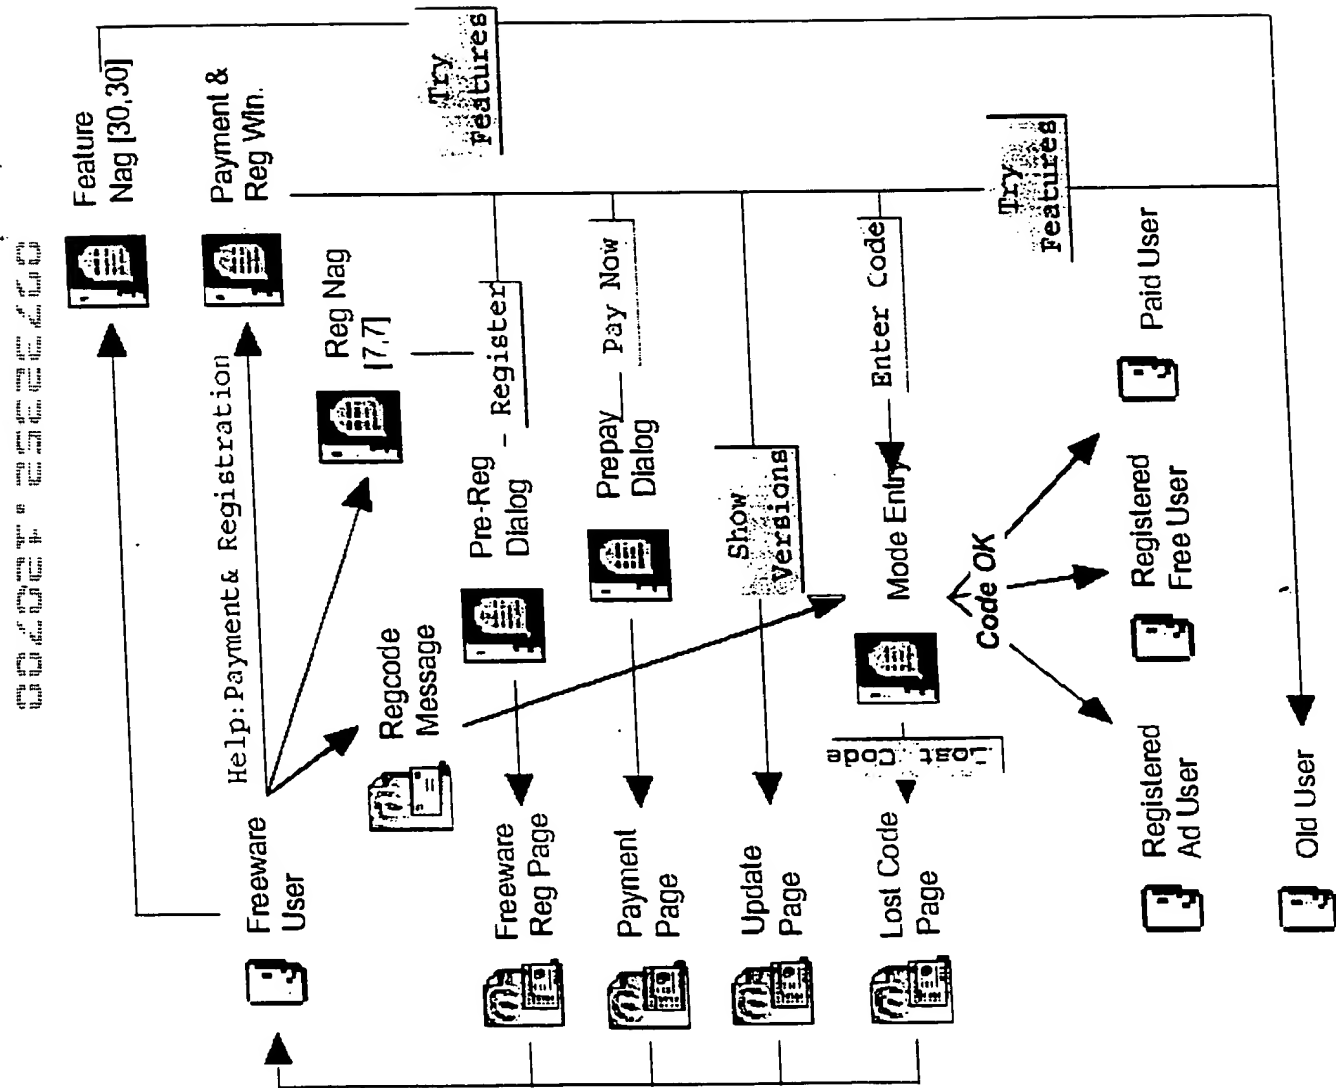 Feature
Nag [30,30]
Payment &
Reg Win.
Try
Features
Help:Payment& Registration
Reg Nag
[7,7]
Freeware
User
Regcode
Message
Pre-Reg
Dialog
Register
Freeware
Reg Page
Prepay
Dialog
Pay Now
Payment
Page
Show
Versions
Update
Page
Mode Entry
Enter Code
Try
Features
Lost Code
Lost Code
Page
Code OK
Registered
Ad User
Registered
Free User
Paid User
Old User